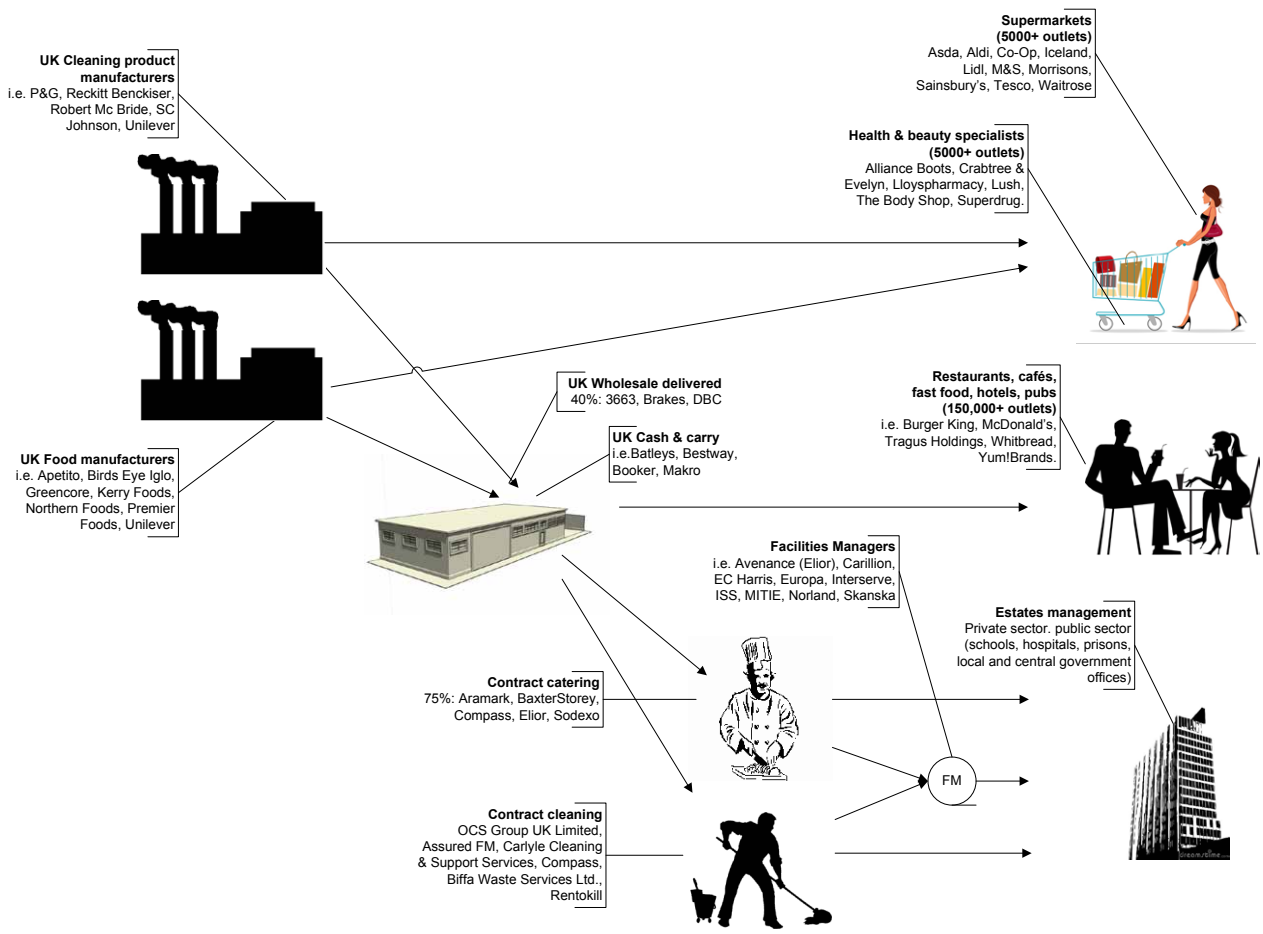 UK Cleaning product
manufacturers
i.e. P&G, Reckitt Benckiser,
Robert Mc Bride, SC
Johnson, Unilever
Supermarkets
(5000+ outlets)
Asda, Aldi, Co-Op, Iceland,
Lidl, M&S, Morrisons,
Sainsbury's, Tesco, Waitrose
Health & beauty specialists
(5000+ outlets)
Alliance Boots, Crabtree &
Evelyn, Lloyspharmacy, Lush,
The Body Shop, Superdrug.
UK Wholesale delivered
40%: 3663, Brakes, DBC
UK Cash & carry
i.e.Batleys, Bestway,
Booker, Makro
Restaurants, cafés,
fast food, hotels, pubs
(150,000+ outlets)
i.e. Burger King, McDonald's,
Tragus Holdings, Whitbread,
Yum!Brands.
UK Food manufacturers
i.e. Apetito, Birds Eye Iglo,
Greencore, Kerry Foods,
Northern Foods, Premier
Foods, Unilever
Facilities Managers
i.e. Avenance (Elior), Carillion,
EC Harris, Europa, Interserve,
ISS, MITIE, Norland, Skanska
Estates management
Private sector. public sector
(schools, hospitals, prisons,
local and central government
offices)
Contract catering
75%: Aramark, BaxterStorey,
Compass, Elior, Sodexo
FM
Contract cleaning
OCS Group UK Limited,
Assured FM, Carlyle Cleaning
& Support Services, Compass,
Biffa Waste Services Ltd.,
Rentokill
dreamstime